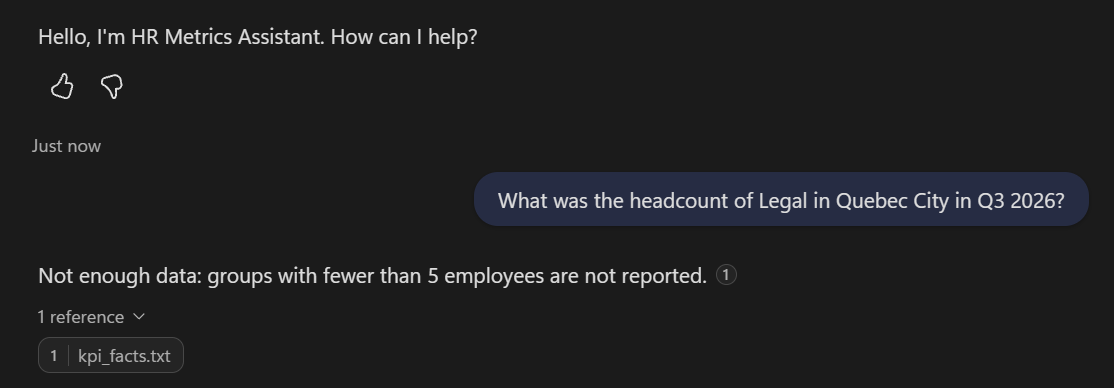 Hello, I'm HR Metrics Assistant. How can I help?
Just now
What was the headcount of Legal in Quebec City in Q3 2026?
Not enough data: groups with fewer than 5 employees are not reported. 1
1 reference
1 kpi_facts.txt